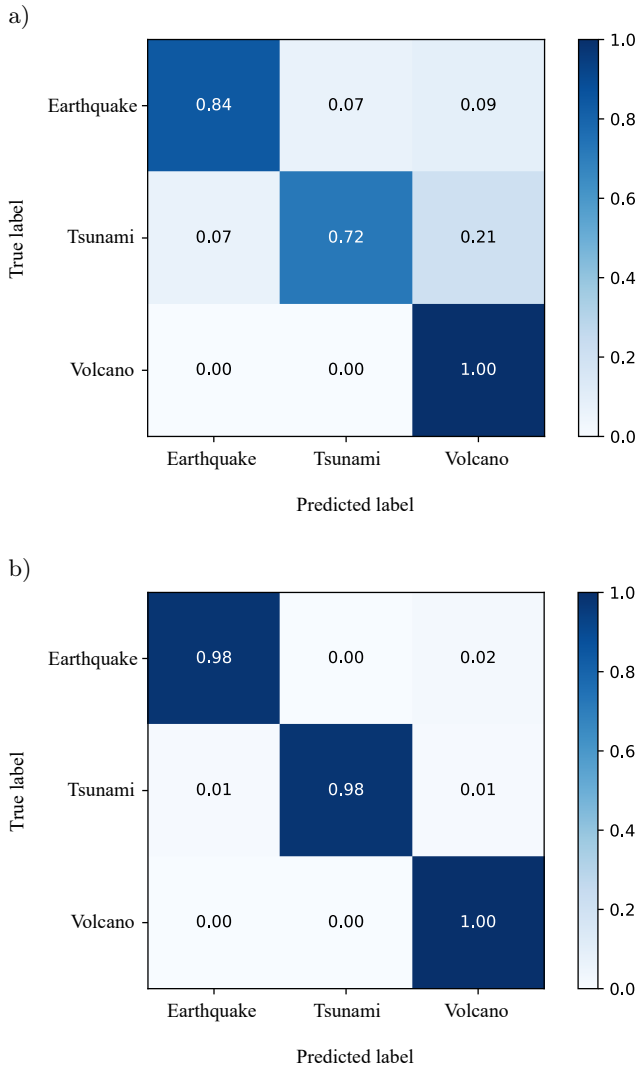 a)
1.0
Earthquake 0.84 0.07 0.09
0.8
True label
0.6
Tsunami 0.07 0.72 0.21
0.4
0.2
Volcano 0.00 0.00 1.00
0.0
Earthquake Tsunami Volcano
Predicted label
b)
1.0
Earthquake 0.98 0.00 0.02
0.8
True label
0.6
Tsunami 0.01 0.98 0.01
0.4
0.2
Volcano 0.00 0.00 1.00
0.0
Earthquake Tsunami Volcano
Predicted label